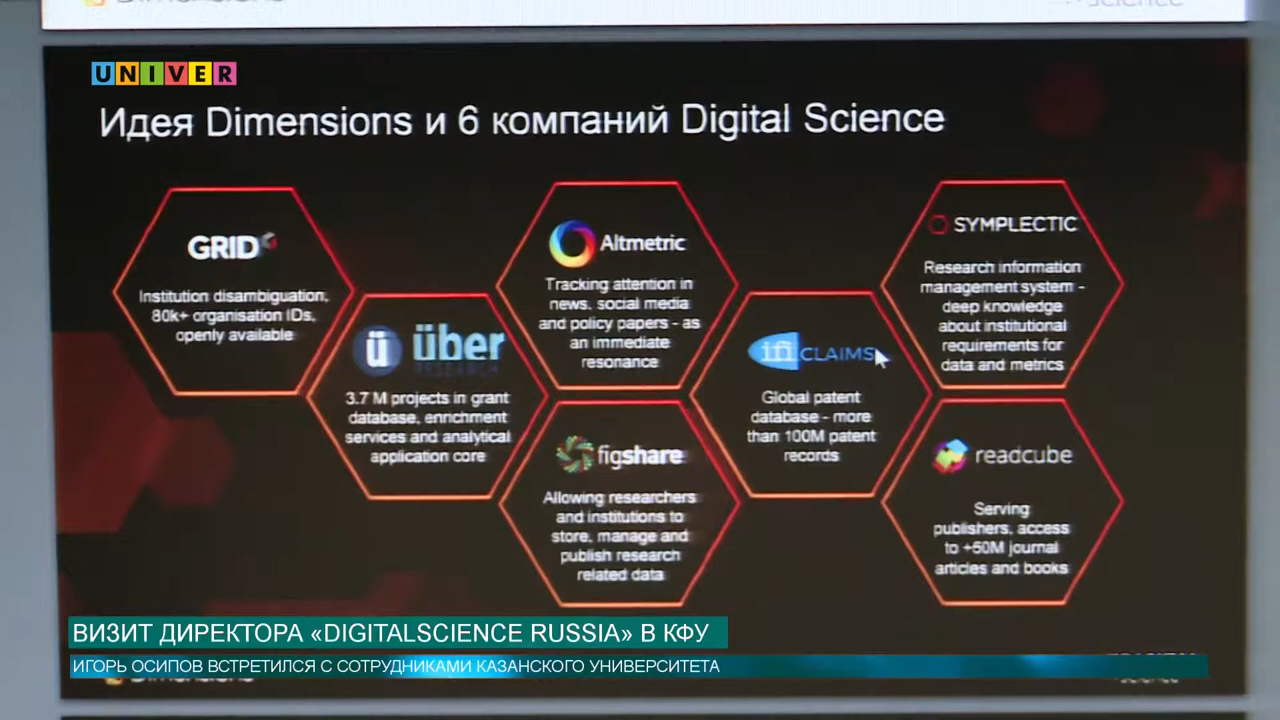 UNIVER
Идея Dimensions и 6 компаний Digital Science
GRID
Institution disambiguation,
80k+ organisation IDs,
openly available
über
RESEARCH
3.7 M projects in grant
database, enrichment
services and analytical
application core
Altmetric
Tracking attention in
news, social media
and policy papers - as
an immediate
resonance
figshare
Allowing researchers
and institutions to
store, manage and
publish research
related data
ifi CLAIMS
Global patent
database - more
than 100M patent
records
SYMPLECTIC
Research information
management system -
deep knowledge
about institutional
requirements for
data and metrics
readcube
Serving
publishers, access
to +50M journal
articles and books
ВИЗИТ ДИРЕКТОРА «DIGITALSCIENCE RUSSIA» В КФУ
ИГОРЬ ОСИПОВ ВСТРЕТИЛСЯ С СОТРУДНИКАМИ КАЗАНСКОГО УНИВЕРСИТЕТА